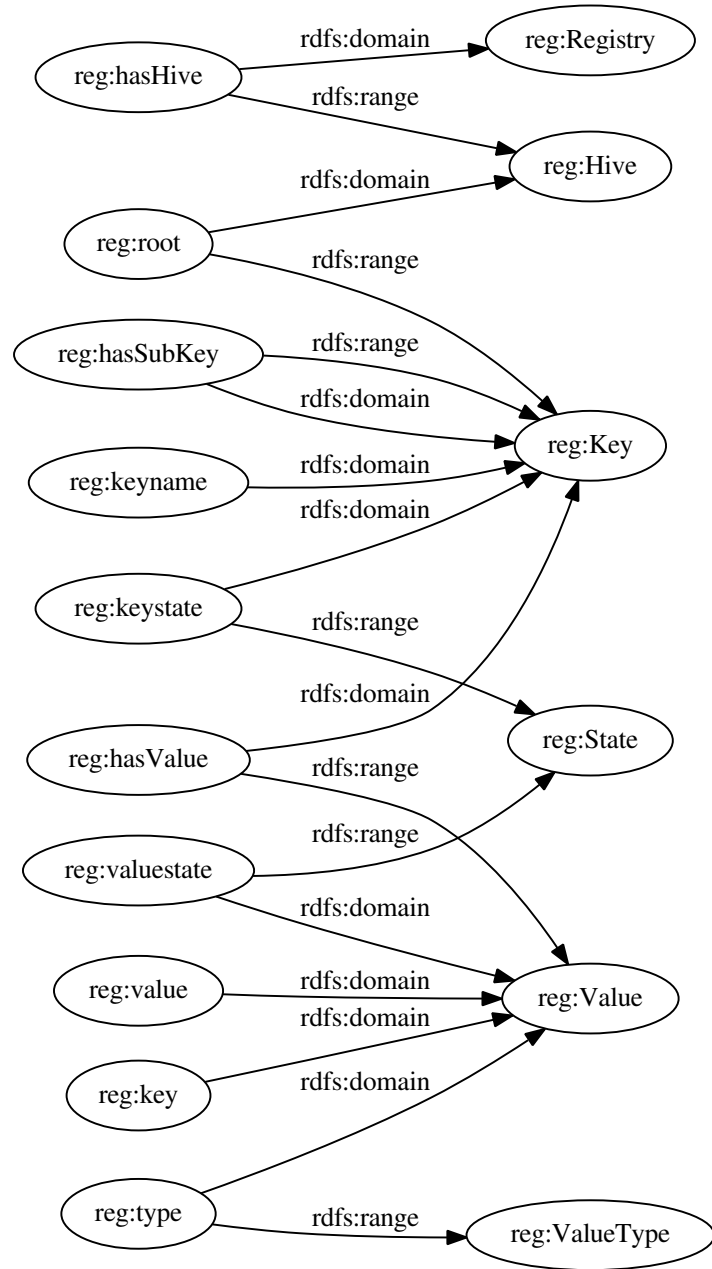 rdfs:domain
reg:Registry
reg:hasHive
rdfs:range
reg:Hive
rdfs:domain
reg:root
rdfs:range
reg:hasSubKey
rdfs:range
rdfs:domain
reg:Key
reg:keyname
rdfs:domain
rdfs:domain
reg:keystate
rdfs:range
rdfs:domain
reg:State
reg:hasValue
rdfs:range
rdfs:range
reg:valuestate
rdfs:domain
reg:value
rdfs:domain
reg:Value
rdfs:domain
reg:key
rdfs:domain
reg:type
rdfs:range
reg:ValueType